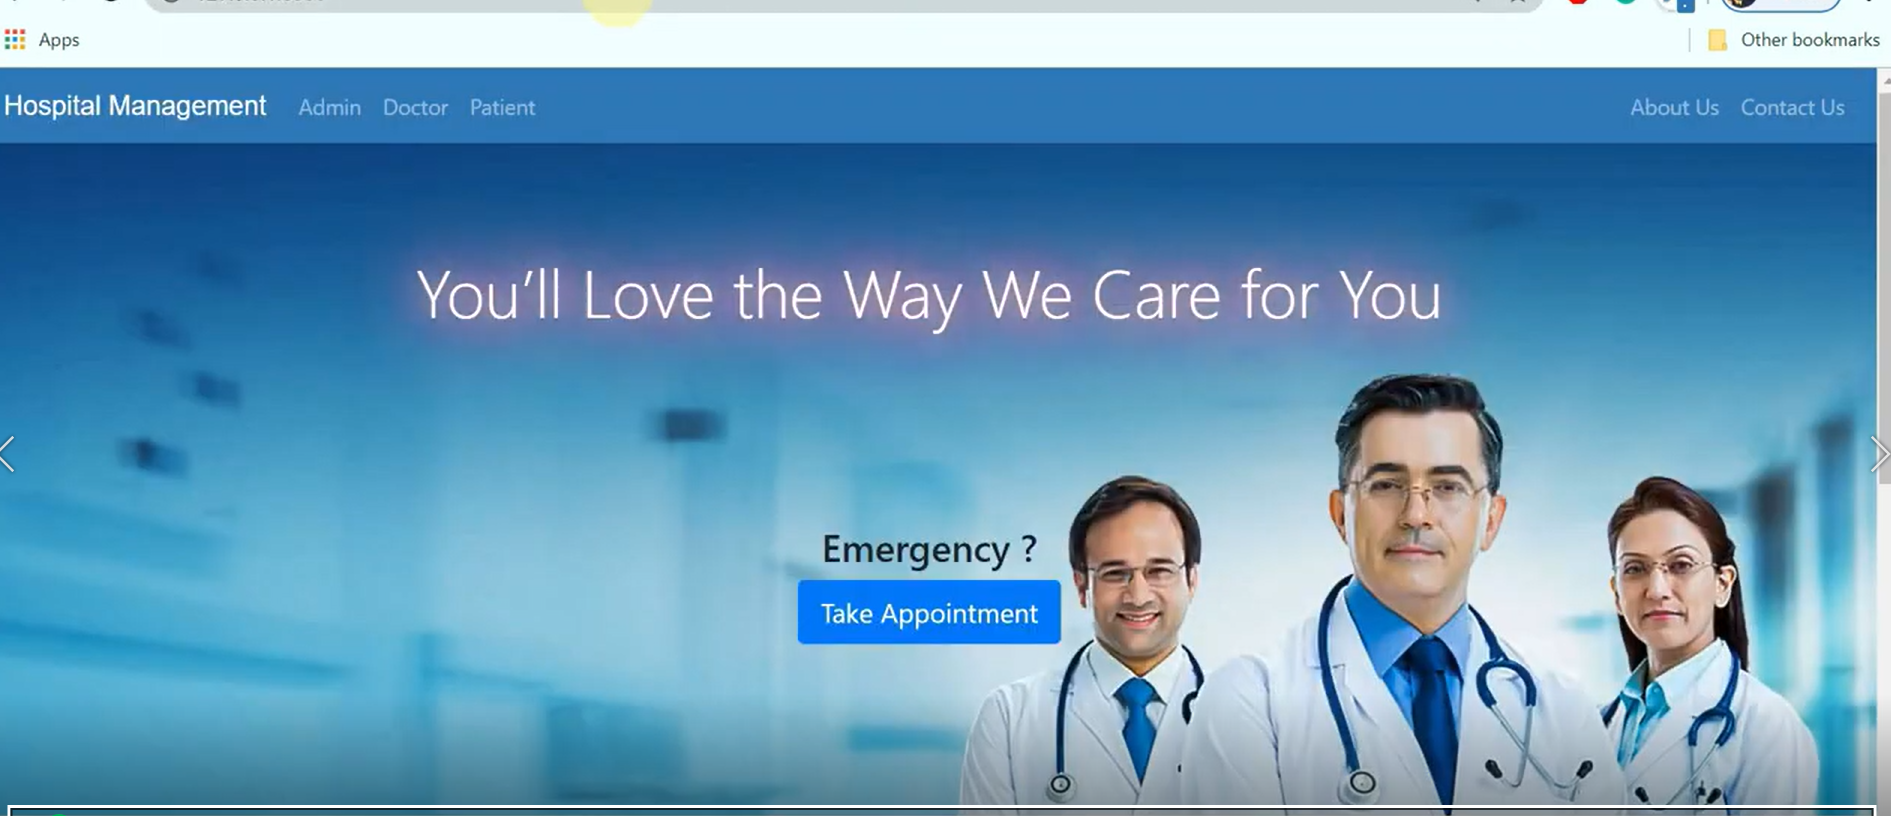 Apps
Other bookmarks
Hospital Management Admin Doctor Patient About Us Contact Us
You’ll Love the Way We Care for You
Emergency ?
Take Appointment